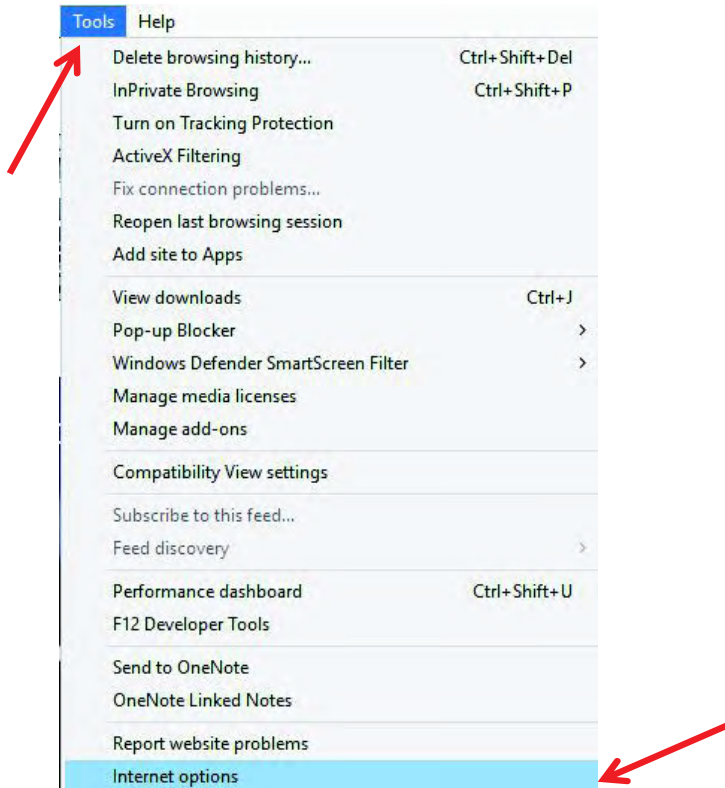 Tools Help
Delete browsing history... Ctrl+Shift+Del
InPrivate Browsing Ctrl+Shift+P
Turn on Tracking Protection
ActiveX Filtering
Fix connection problems...
Reopen last browsing session
Add site to Apps
View downloads Ctrl+J
Pop-up Blocker >
Windows Defender SmartScreen Filter >
Manage media licenses
Manage add-ons
Compatibility View settings
Subscribe to this feed...
Feed discovery >
Performance dashboard Ctrl+Shift+U
F12 Developer Tools
Send to OneNote
OneNote Linked Notes
Report website problems
Internet options